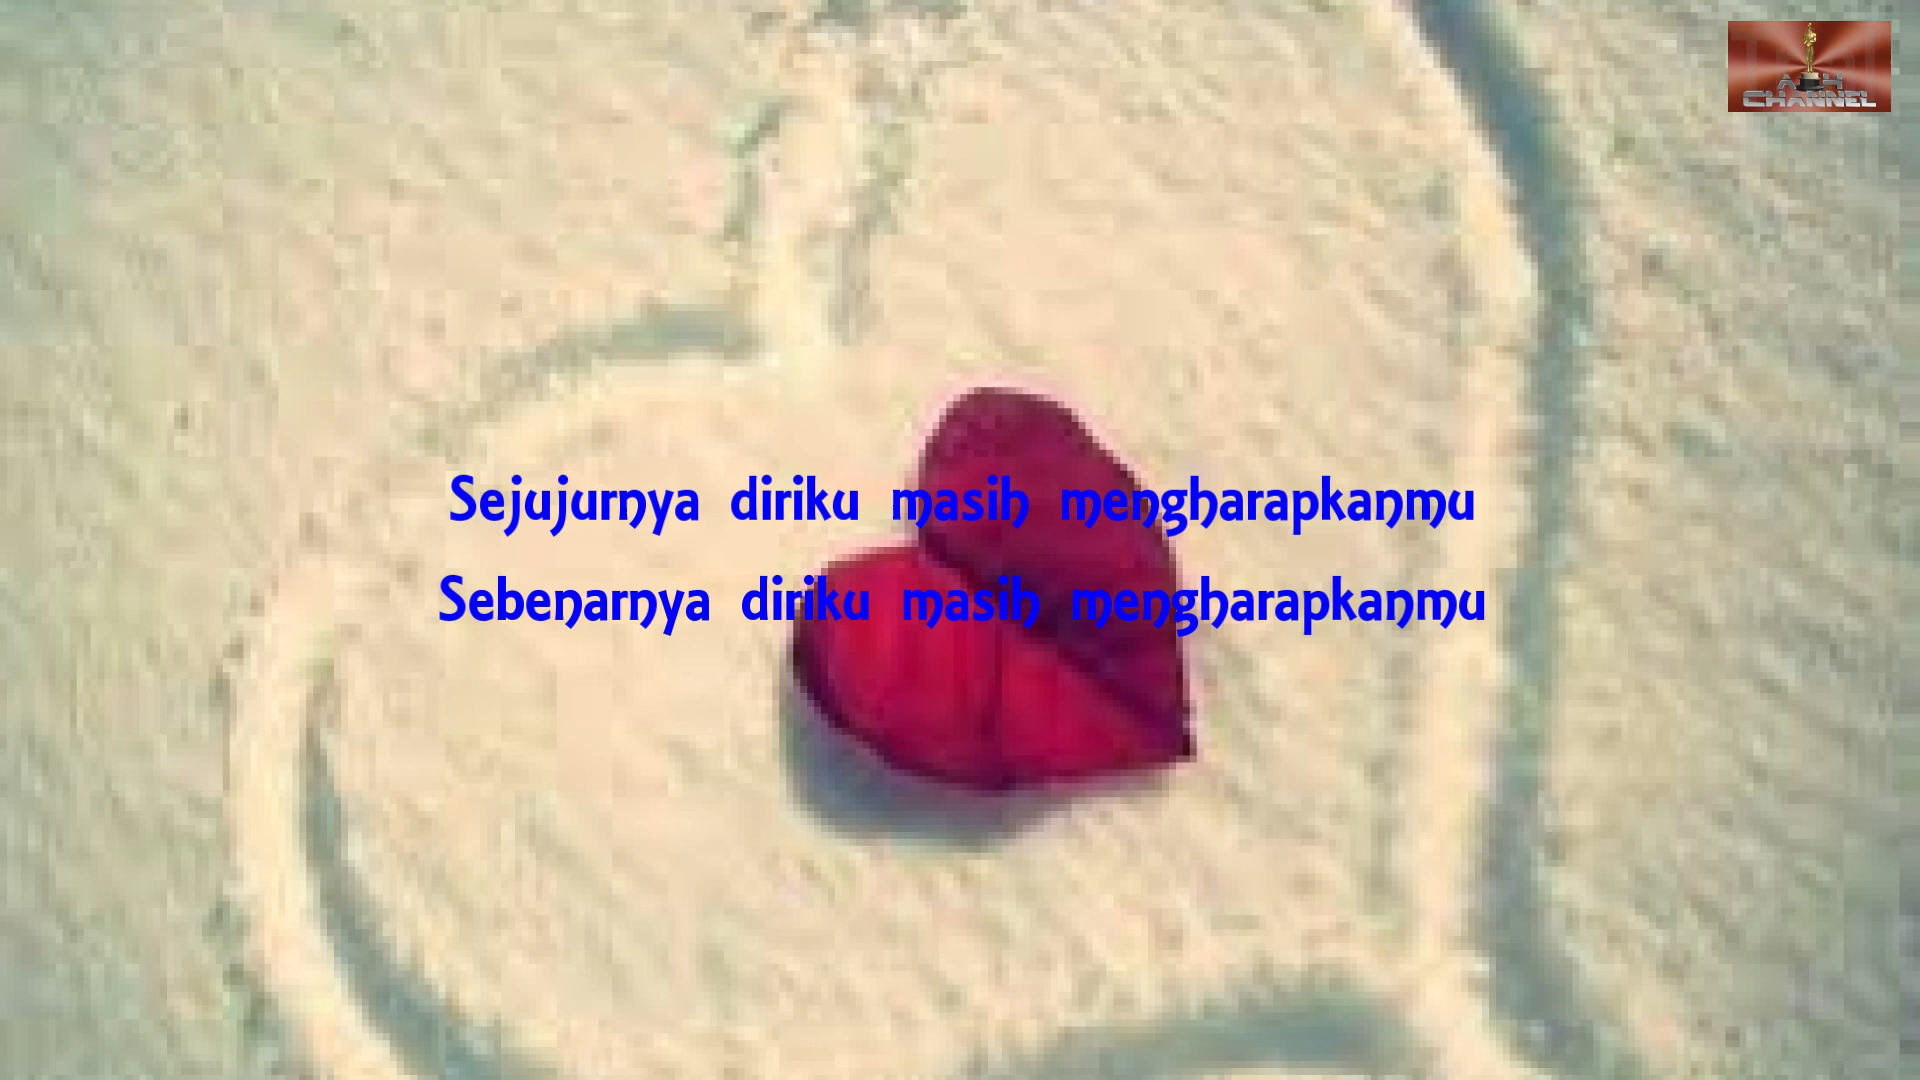 CHANNEL
Sejujurnya diriku masih mengharapkanmu
Sebenarnya diriku masih mengharapkanmu